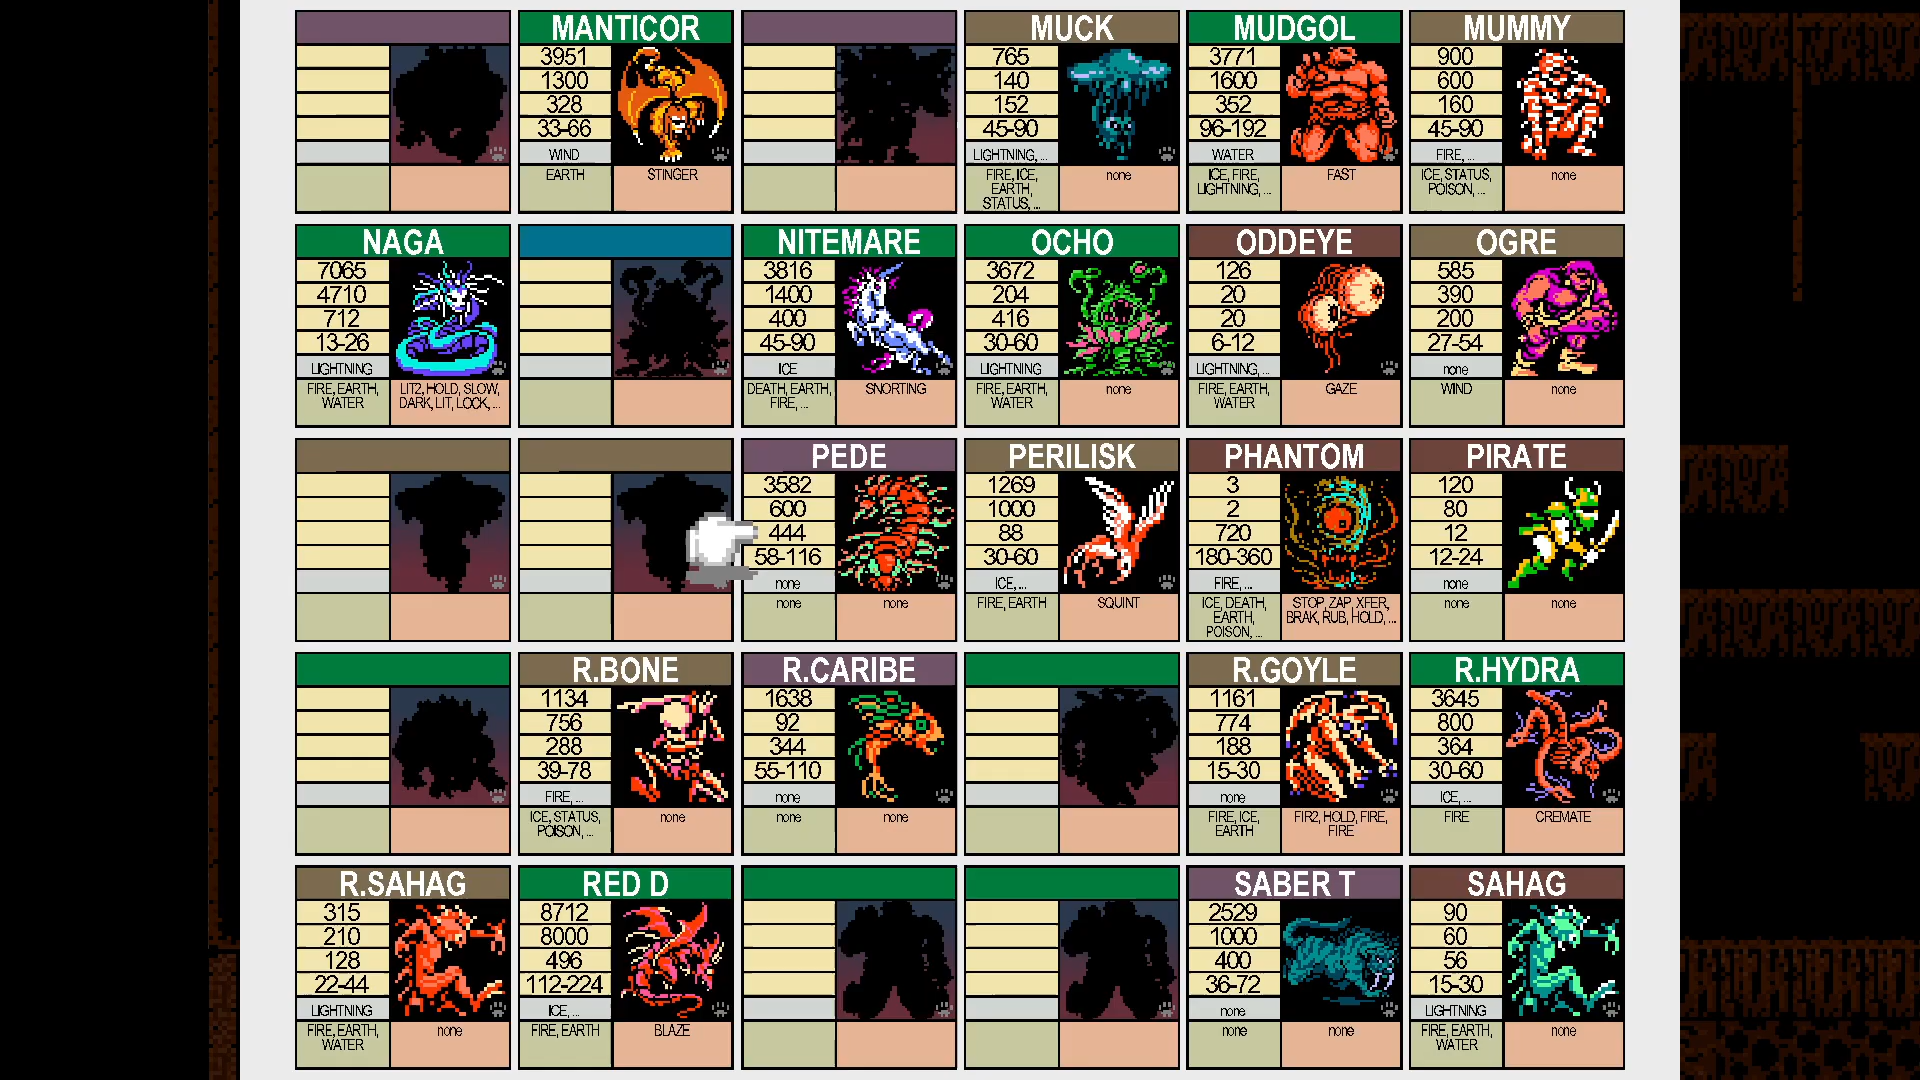 MANTICOR
3951
1300
328
33-66
WIND
EARTH
STINGER
MUCK
765
140
152
45-90
LIGHTNING, ...
FIRE, ICE,
EARTH,
STATUS, ...
none
MUDGOL
3771
1600
352
96-192
WATER
ICE, FIRE,
LIGHTNING, ...
FAST
MUMMY
900
600
160
45-90
FIRE, ...
ICE, STATUS,
POISON, ...
none
NAGA
7065
4710
712
13-26
LIGHTNING
FIRE, EARTH,
WATER
LIT2, HOLD, SLOW,
DARK, LIT, LOCK, ...
NITEMARE
3816
1400
400
45-90
ICE
DEATH, EARTH,
FIRE, ...
SNORTING
OCHO
3672
204
416
30-60
LIGHTNING
FIRE, EARTH,
WATER
none
ODDEYE
126
20
20
6-12
LIGHTNING, ...
FIRE, EARTH,
WATER
GAZE
OGRE
585
390
200
27-54
none
WIND
none
PEDE
3582
600
444
58-116
none
none
none
PERILISK
1269
1000
88
30-60
ICE, ...
FIRE, EARTH
SQUINT
PHANTOM
3
2
720
180-360
FIRE, ...
ICE, DEATH,
EARTH,
POISON, ...
STOP, ZAP, XFER,
BRAK, RUB, HOLD, ...
PIRATE
120
80
12
12-24
none
none
none
R.BONE
1134
756
288
39-78
FIRE, ...
ICE, STATUS,
POISON, ...
none
R.CARIBE
1638
92
344
55-110
none
none
none
R.GOYLE
1161
774
188
15-30
none
FIRE, ICE,
EARTH
FIR2, HOLD, FIRE,
FIRE
R.HYDRA
3645
800
364
30-60
ICE, ...
FIRE
CREMATE
R.SAHAG
315
210
128
22-44
LIGHTNING
FIRE, EARTH,
WATER
none
RED D
8712
8000
496
112-224
ICE, ...
FIRE, EARTH
BLAZE
SABER T
2529
1000
400
36-72
none
none
none
SAHAG
90
60
56
15-30
LIGHTNING
FIRE, EARTH,
WATER
none